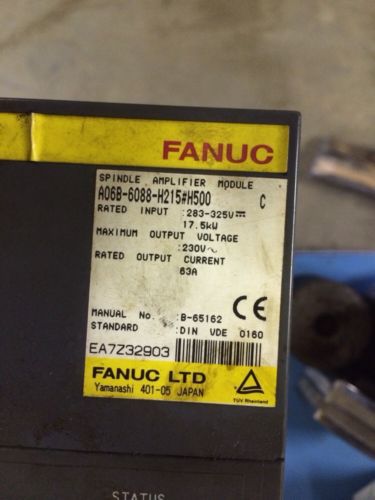 FANUC
SPINDLE AMPLIFIER MODULE
A06B-6088-H215#H500 C
RATED INPUT :283-325V⎓
17.5kW
MAXIMUM OUTPUT VOLTAGE
:230V~
RATED OUTPUT CURRENT
63A
MANUAL No. :B-65162
STANDARD :DIN VDE 0160
CE
EA7Z32903
FANUC LTD
Yamanashi 401-05 JAPAN
TÜV Rheinland
STATUS